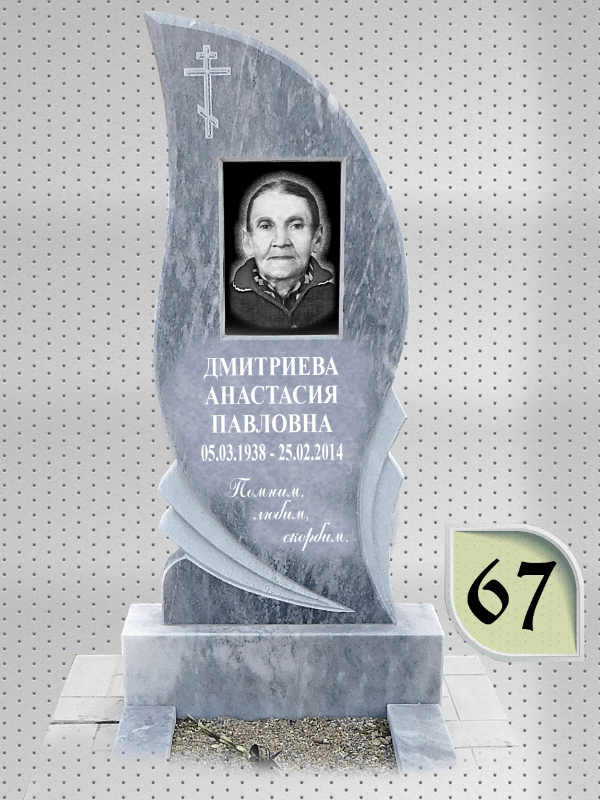 ДМИТРИЕВА
АНАСТАСИЯ
ПАВЛОВНА
05.03.1938 - 25.02.2014
Помним,
любим,
скорбим.
67